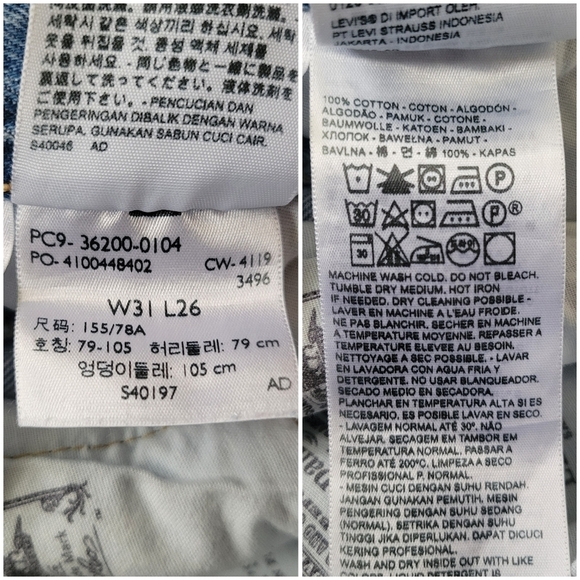 세탁시 같은 색상끼리 하십시요. 세탁
옷을 뒤집을 것. 중성 액체 세제를
사용하세요. - 同じ色物と一緒に製品を
裏返して洗ってください。液体洗剤を
ご使用下さい。 - PENCUCIAN DAN
PENGERINGAN DIBALIK DENGAN WARNA
SERUPA. GUNAKAN SABUN CUCI CAIR.
S40046 AD
PC9- 36200-0104
PO- 4100448402 CW- 4119
3496
W31 L26
尺码: 155/78A
호칭: 79-105 허리둘레: 79 cm
엉덩이둘레: 105 cm
S40197 AD
Mark
LEVI'S® DI IMPORT OLEH:
PT LEVI STRAUSS INDONESIA
JAKARTA - INDONESIA
100% COTTON - COTON - ALGODÓN -
ALGODÃO - PAMUK - COTONE -
BAUMWOLLE - KATOEN - BAMBAKI -
ХЛОПОК - BAWEŁNA - PAMUT -
BAVLNA - 棉 - 면 - 綿 100% - KAPAS
P
30 P ®
30
MACHINE WASH COLD. DO NOT BLEACH.
TUMBLE DRY MEDIUM. HOT IRON
IF NEEDED. DRY CLEANING POSSIBLE -
LAVER EN MACHINE A L'EAU FROIDE.
NE PAS BLANCHIR. SECHER EN MACHINE
A TEMPERATURE MOYENNE. REPASSER A
TEMPERATURE ELEVEE AU BESOIN.
NETTOYAGE A SEC POSSIBLE. - LAVAR
EN LAVADORA CON AGUA FRIA Y
DETERGENTE. NO USAR BLANQUEADOR.
SECADO MEDIO EN SECADORA.
PLANCHAR EN TEMPERATURA ALTA SI ES
NECESARIO. ES POSIBLE LAVAR EN SECO.
- LAVAGEM NORMAL ATÉ 30°. NÃO
ALVEJAR. SECAGEM EM TAMBOR EM
TEMPERATURA NORMAL. PASSAR A
FERRO ATÉ 200°C. LIMPEZA A SECO
PROFISSIONAL P, NORMAL.
- MESIN CUCI DENGAN SUHU RENDAH.
JANGAN GUNAKAN PEMUTIH. MESIN
PENGERING DENGAN SUHU SEDANG
(NORMAL). SETRIKA DENGAN SUHU
TINGGI JIKA DIPERLUKAN. DAPAT DICUCI
KERING PROFESIONAL.
WASH AND DRY INSIDE OUT WITH LIKE
COLORS. LIQUID DETERGENT IS